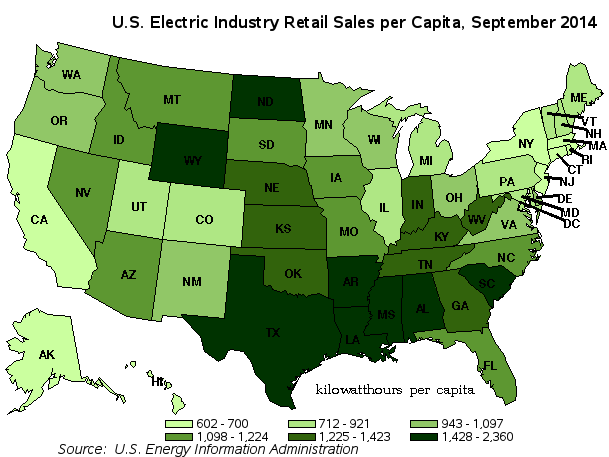 U.S. Electric Industry Retail Sales per Capita, September 2014
WA
MT
ND
ME
OR
MN
VT
NH
ID
SD
WI
NY
MA
WY
MI
RI
CT
IA
PA
NJ
NV
NE
UT
IL
IN
OH
DE
CA
CO
WV
MD
VA
DC
KS
MO
KY
NC
AZ
NM
OK
TN
AR
SC
MS
AL
GA
TX
LA
AK
FL
HI
kilowatthours per capita
602 - 700 712 - 921 943 - 1,097
1,098 - 1,224 1,225 - 1,423 1,428 - 2,360
Source: U.S. Energy Information Administration